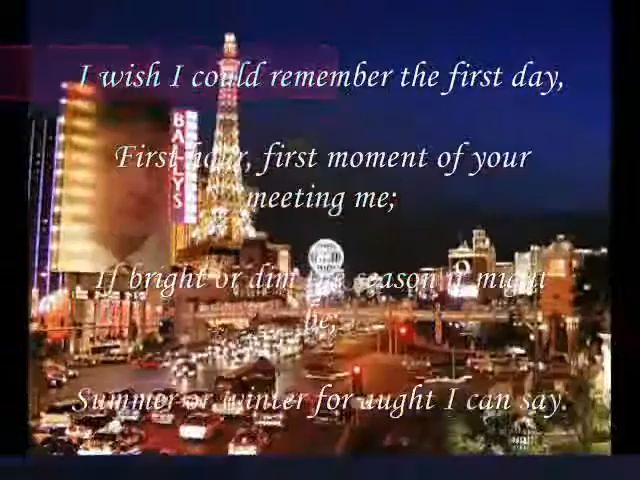 I wish I could remember the first day,
BALLYS
First hour, first moment of your
meeting me;
If bright or dim the season it might
be;
Summer or winter for aught I can say.